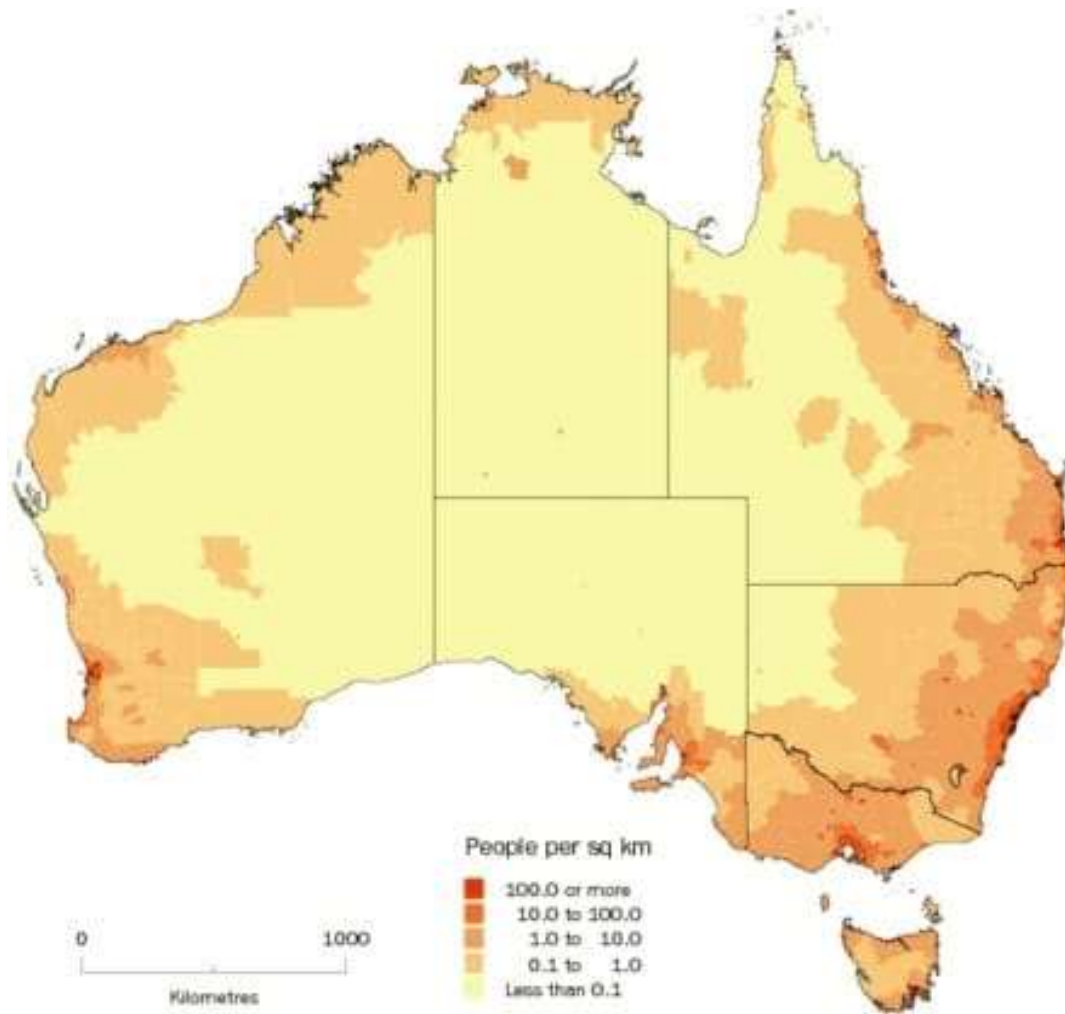 People per sq km
100.0 or more
10.0 to 100.0
1.0 to 10.0
0.1 to 1.0
Less than 0.1
0 1000
Kilometres